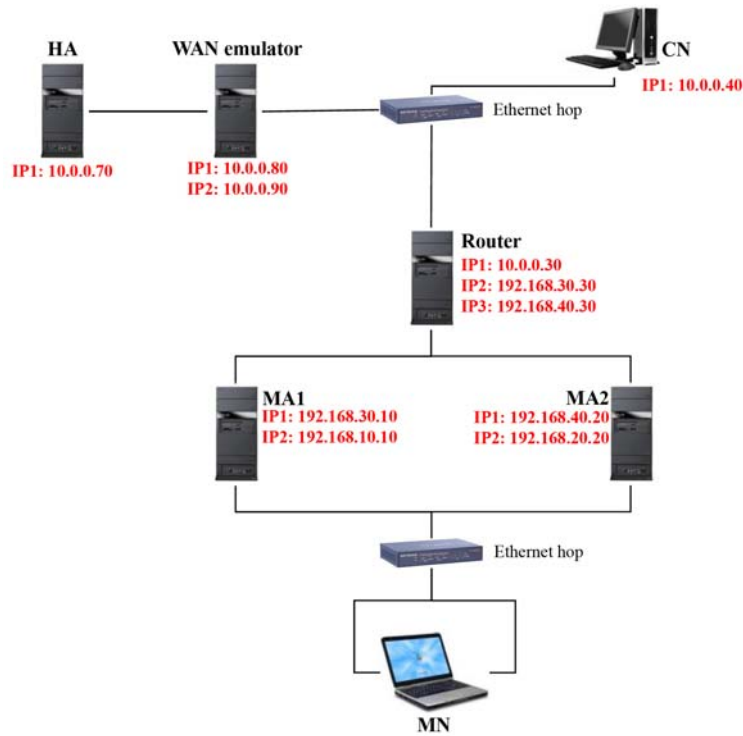 HA
WAN emulator
CN
IP1: 10.0.0.40
Ethernet hop
IP1: 10.0.0.70
IP1: 10.0.0.80
IP2: 10.0.0.90
Router
IP1: 10.0.0.30
IP2: 192.168.30.30
IP3: 192.168.40.30
MA1
IP1: 192.168.30.10
IP2: 192.168.10.10
MA2
IP1: 192.168.40.20
IP2: 192.168.20.20
Ethernet hop
MN